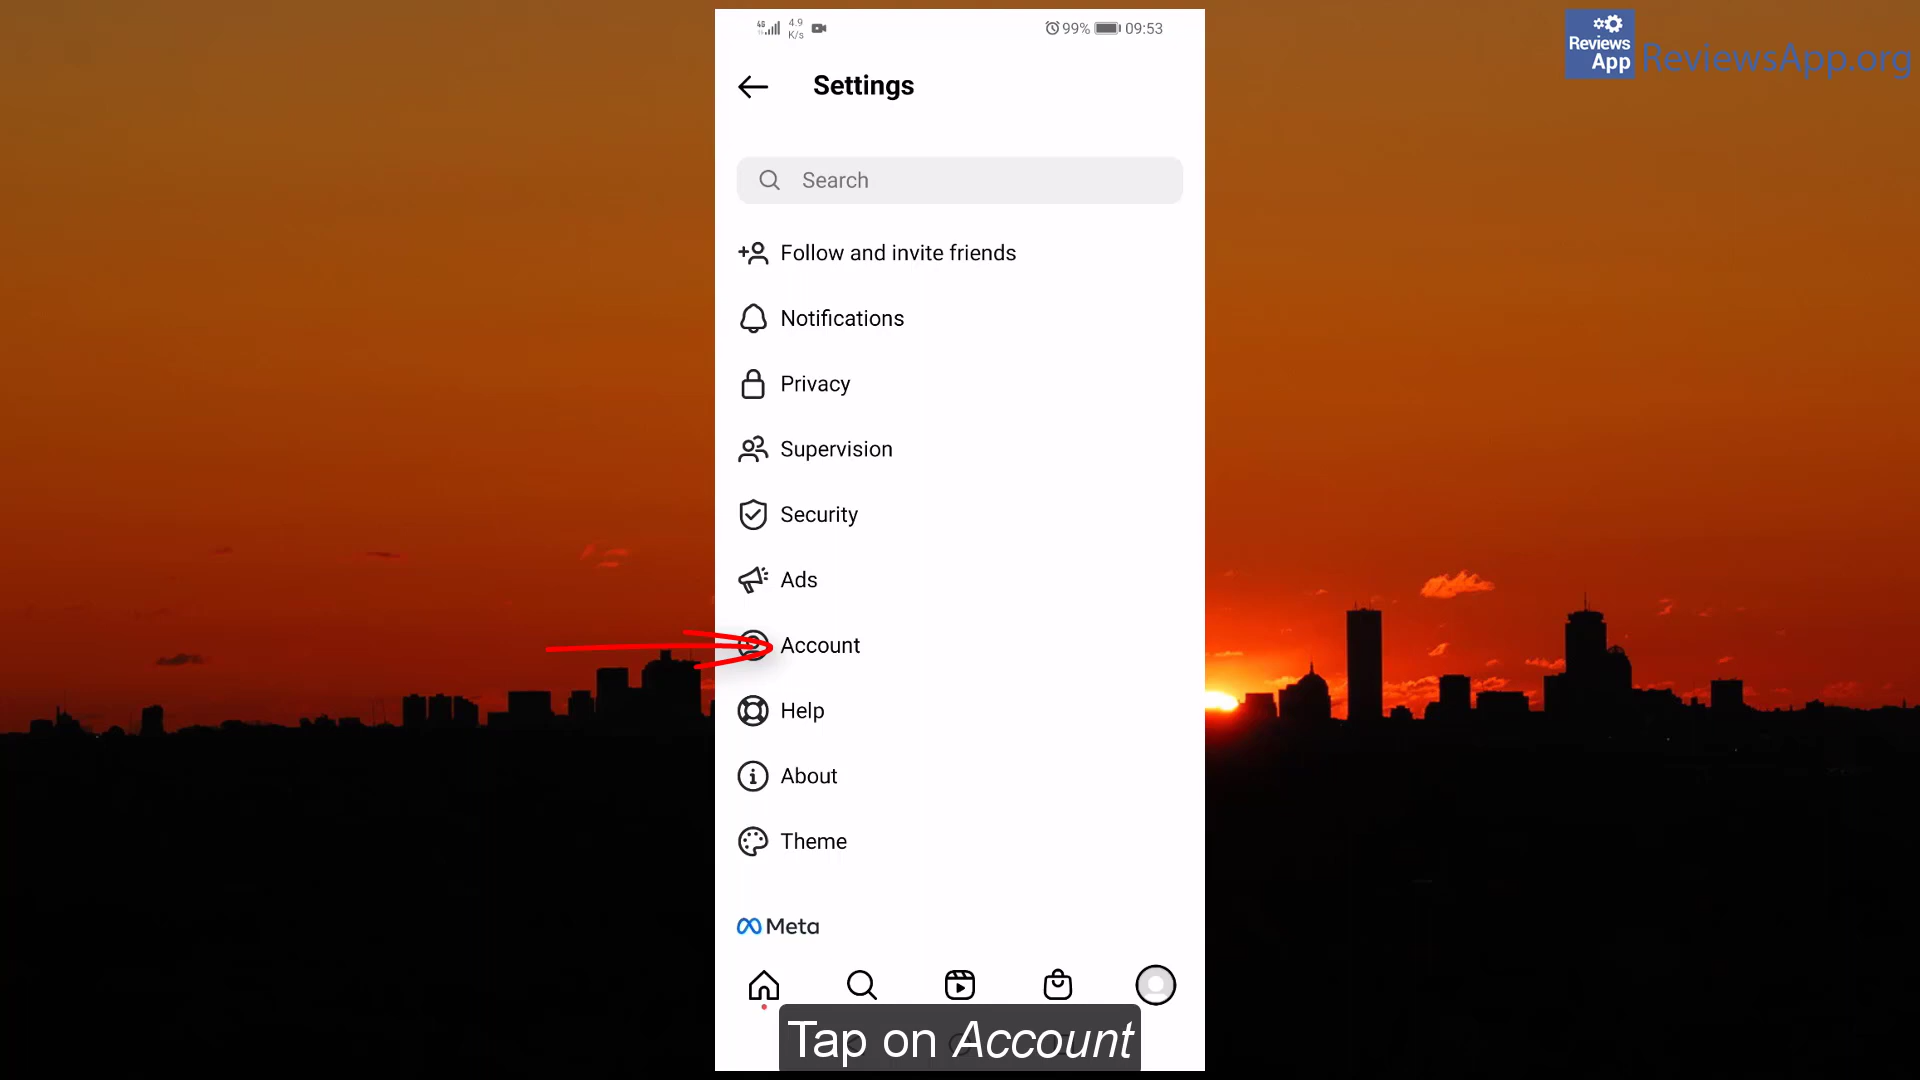 4G 4.9 K/s 99% 09:53
Reviews App ReviewsApp.org
Settings
Search
Follow and invite friends
Notifications
Privacy
Supervision
Security
Ads
Account
Help
About
Theme
Meta
Tap on Account